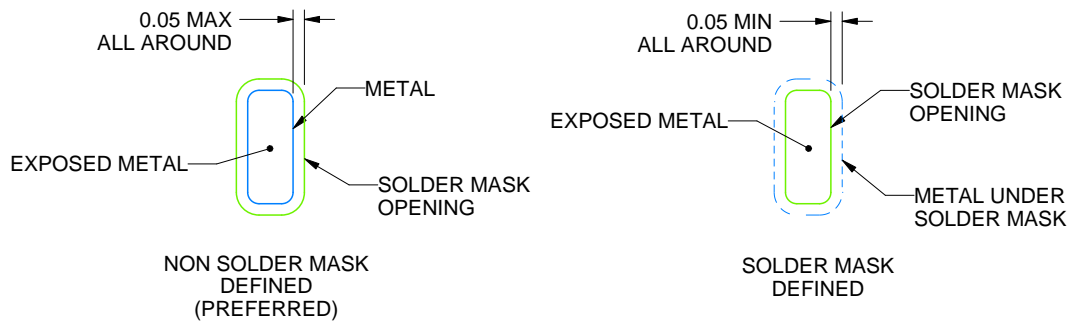 0.05 MAX
ALL AROUND
METAL
EXPOSED METAL
SOLDER MASK
OPENING
NON SOLDER MASK
DEFINED
(PREFERRED)
0.05 MIN
ALL AROUND
SOLDER MASK
OPENING
EXPOSED METAL
METAL UNDER
SOLDER MASK
SOLDER MASK
DEFINED